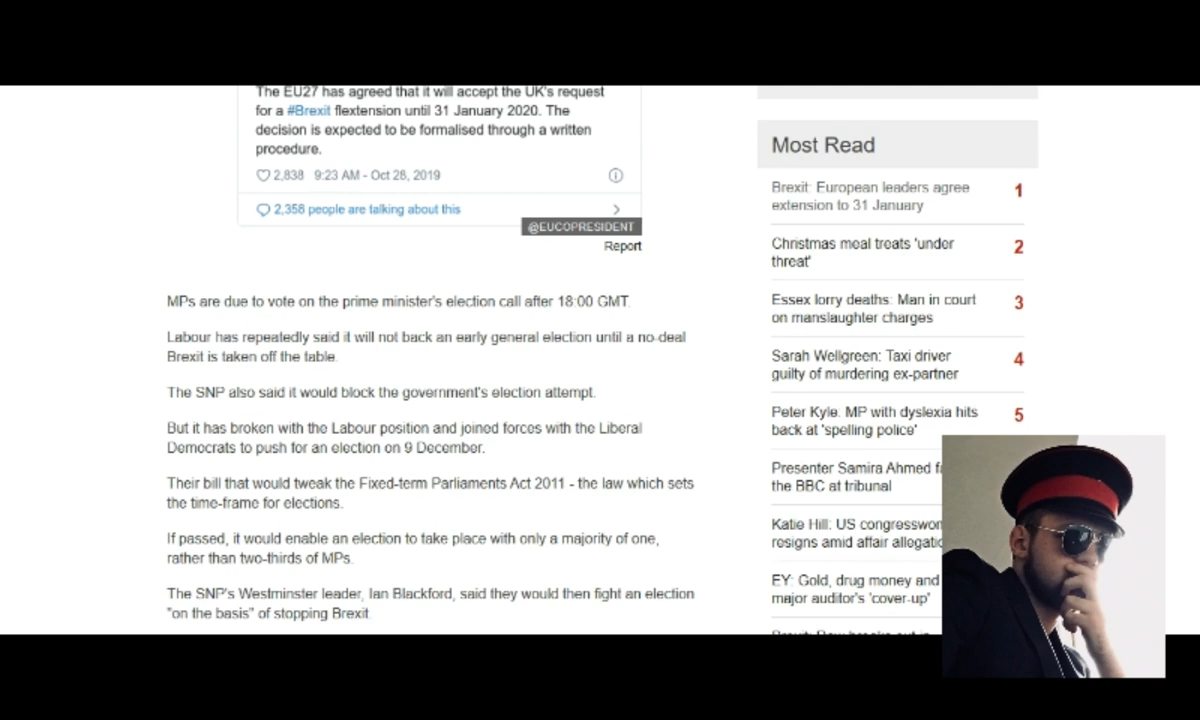 The EU27 has agreed that it will accept the UK's request
for a #Brexit flextension until 31 January 2020. The
decision is expected to be formalised through a written
procedure.
2,838 9:23 AM - Oct 28, 2019
2,358 people are talking about this
@EUCOPRESIDENT
Report
MPs are due to vote on the prime minister's election call after 18:00 GMT.
Labour has repeatedly said it will not back an early general election until a no-deal
Brexit is taken off the table.
The SNP also said it would block the government's election attempt.
But it has broken with the Labour position and joined forces with the Liberal
Democrats to push for an election on 9 December.
Their bill that would tweak the Fixed-term Parliaments Act 2011 - the law which sets
the time-frame for elections.
If passed, it would enable an election to take place with only a majority of one,
rather than two-thirds of MPs.
The SNP's Westminster leader, Ian Blackford, said they would then fight an election
"on the basis" of stopping Brexit.
Most Read
Brexit: European leaders agree 1
extension to 31 January
Christmas meal treats 'under 2
threat'
Essex lorry deaths: Man in court 3
on manslaughter charges
Sarah Wellgreen: Taxi driver 4
guilty of murdering ex-partner
Peter Kyle: MP with dyslexia hits 5
back at 'spelling police'
Presenter Samira Ahmed
the BBC at tribunal
Katie Hill: US
resigns amid affair
EY: Gold, drug money and
major auditor's 'cover-up'